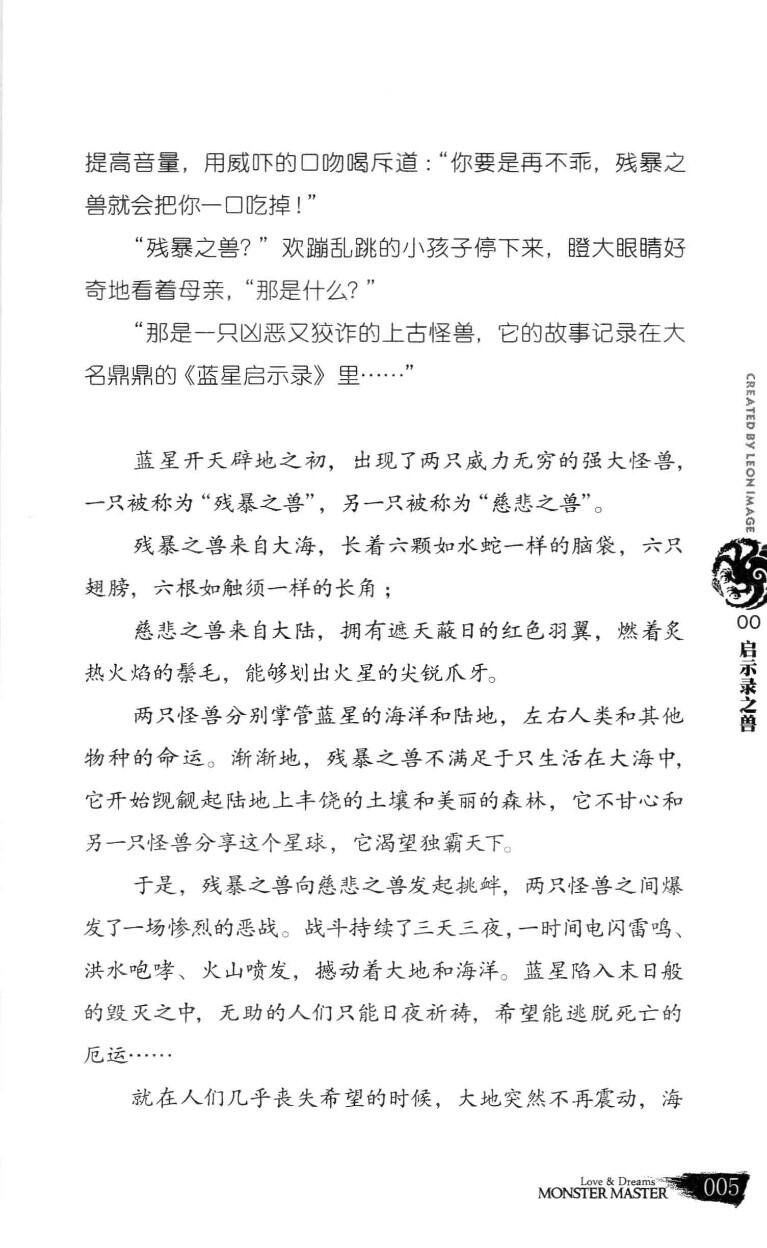 提高音量，用威吓的口吻喝斥道：“你要是再不乖，残暴之
兽就会把你一口吃掉！”
“残暴之兽？”欢蹦乱跳的小孩子停下来，瞪大眼睛好
奇地看着母亲，“那是什么？”
“那是一只凶恶又狡诈的上古怪兽，它的故事记录在大
名鼎鼎的《蓝星启示录》里……”
蓝星开天辟地之初，出现了两只威力无穷的强大怪兽，
一只被称为“残暴之兽”，另一只被称为“慈悲之兽”。
残暴之兽来自大海，长着六颗如水蛇一样的脑袋，六只
翅膀，六根如触须一样的长角；
慈悲之兽来自大陆，拥有遮天蔽日的红色羽翼，燃着炙
热火焰的鬃毛，能够划出火星的尖锐爪牙。
两只怪兽分别掌管蓝星的海洋和陆地，左右人类和其他
物种的命运。渐渐地，残暴之兽不满足于只生活在大海中，
它开始觊觎起陆地上丰饶的土壤和美丽的森林，它不甘心和
另一只怪兽分享这个星球，它渴望独霸天下。
于是，残暴之兽向慈悲之兽发起挑衅，两只怪兽之间爆
发了一场惨烈的恶战。战斗持续了三天三夜，一时间电闪雷鸣、
洪水咆哮、火山喷发，撼动着大地和海洋。蓝星陷入末日般
的毁灭之中，无助的人们只能日夜祈祷，希望能逃脱死亡的
厄运……
就在人们几乎丧失希望的时候，大地突然不再震动，海
CREATED BY LEON IMAGE
00
启示录之兽
Love & Dreams
MONSTER MASTER
005